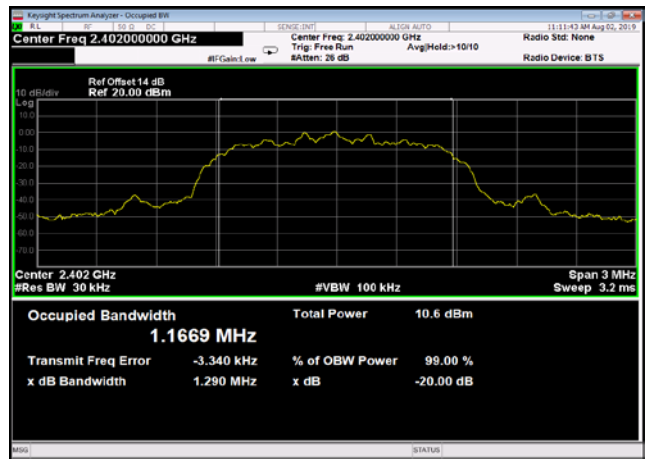 Keysight Spectrum Analyzer - Occupied BW
RL RF 50 Ω DC SENSE:INT ALIGN AUTO 11:11:43 AM Aug 02, 2019
Center Freq 2.402000000 GHz Center Freq: 2.402000000 GHz Radio Std: None
Trig: Free Run Avg|Hold:>10/10
#IFGain:Low #Atten: 26 dB Radio Device: BTS
Ref Offset 14 dB
10 dB/div Ref 20.00 dBm
Log
10.0
0.00
-10.0
-20.0
-30.0
-40.0
-50.0
-60.0
-70.0
Center 2.402 GHz Span 3 MHz
#Res BW 30 kHz #VBW 100 kHz Sweep 3.2 ms
Occupied Bandwidth Total Power 10.6 dBm
1.1669 MHz
Transmit Freq Error -3.340 kHz % of OBW Power 99.00 %
x dB Bandwidth 1.290 MHz x dB -20.00 dB
MSG STATUS